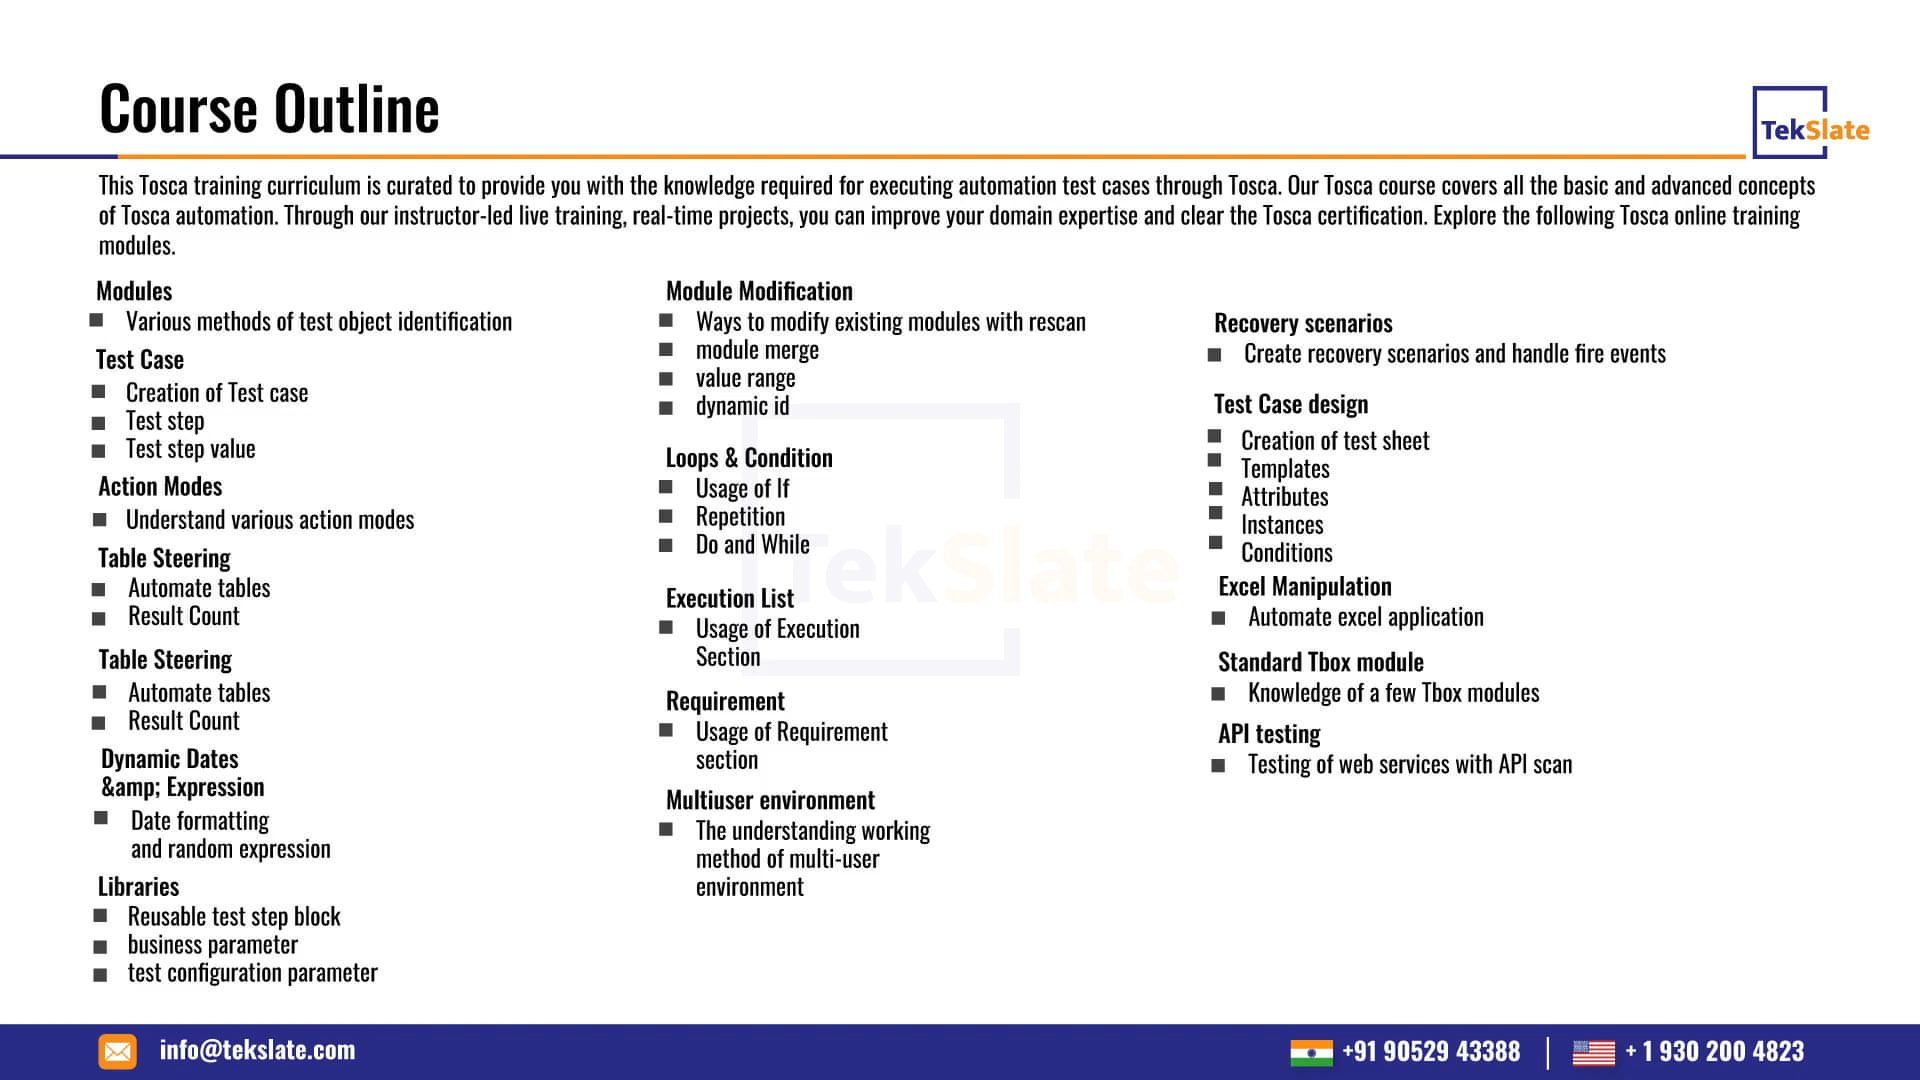 Course Outline
TekSlate
This Tosca training curriculum is curated to provide you with the knowledge required for executing automation test cases through Tosca. Our Tosca course covers all the basic and advanced concepts
of Tosca automation. Through our instructor-led live training, real-time projects, you can improve your domain expertise and clear the Tosca certification. Explore the following Tosca online training
modules.
Modules
Various methods of test object identification
Test Case
Creation of Test case
Test step
Test step value
Action Modes
Understand various action modes
Table Steering
Automate tables
Result Count
Table Steering
Automate tables
Result Count
Dynamic Dates
&amp; Expression
Date formatting
and random expression
Libraries
Reusable test step block
business parameter
test configuration parameter
Module Modification
Ways to modify existing modules with rescan
module merge
value range
dynamic id
Loops & Condition
Usage of If
Repetition
Do and While
Execution List
Usage of Execution
Section
Requirement
Usage of Requirement
section
Multiuser environment
The understanding working
method of multi-user
environment
TekSlate
Recovery scenarios
Create recovery scenarios and handle fire events
Test Case design
Creation of test sheet
Templates
Attributes
Instances
Conditions
Excel Manipulation
Automate excel application
Standard Tbox module
Knowledge of a few Tbox modules
API testing
Testing of web services with API scan
info@tekslate.com
+91 90529 43388
+ 1 930 200 4823